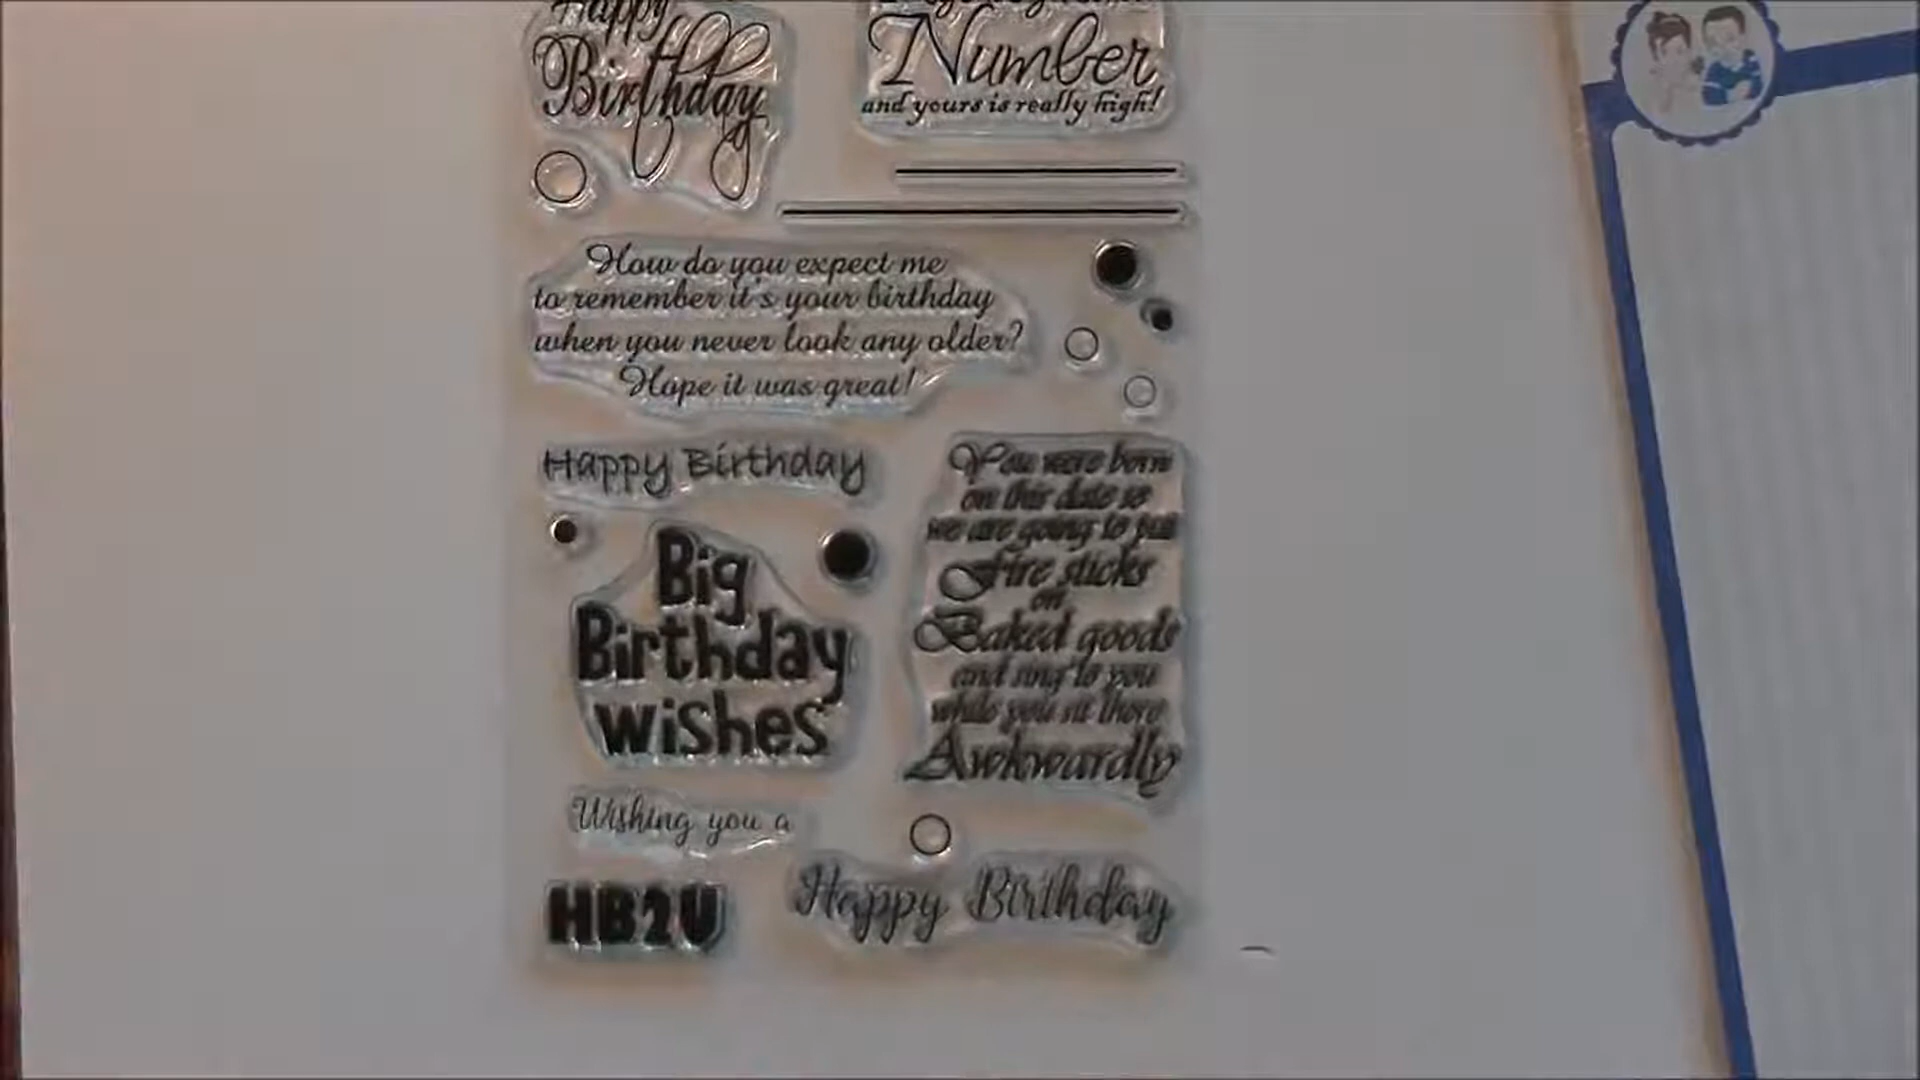 Happy
Birthday
Number
and yours is really high!
How do you expect me
to remember it's your birthday
when you never look any older?
Hope it was great!
Happy Birthday
Big
Birthday
wishes
You were born
on this date so
we are going to put
Fire sticks
on
Baked goods
and sing to you
while you sit there
Awkwardly
Wishing you a
HB2U
Happy Birthday